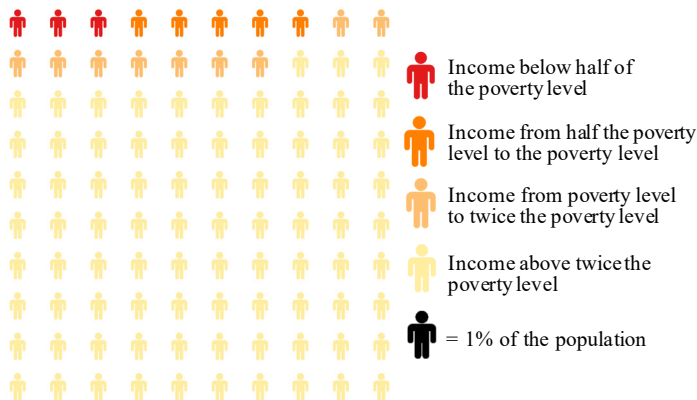 Income below half of
the poverty level
Income from half the poverty
level to the poverty level
Income from poverty level
to twice the poverty level
Income above twice the
poverty level
= 1% of the population